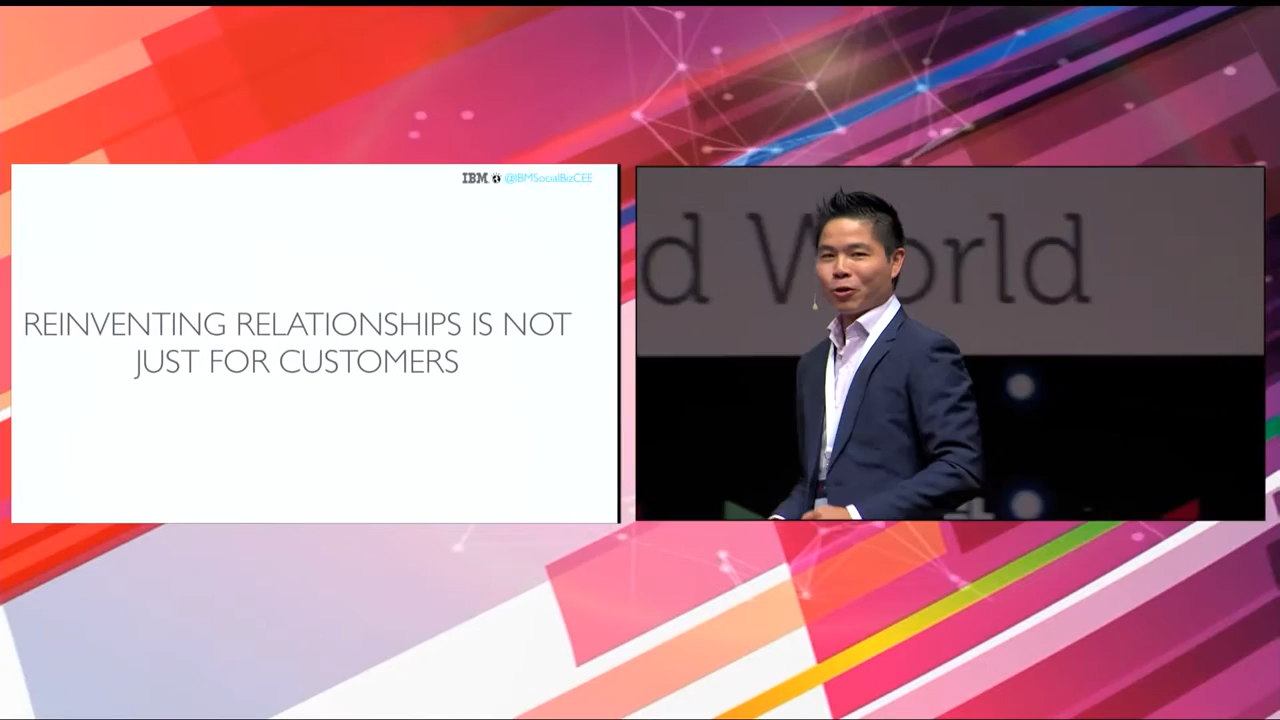 IBM @IBMSocialBizCEE
REINVENTING RELATIONSHIPS IS NOT
JUST FOR CUSTOMERS
d World